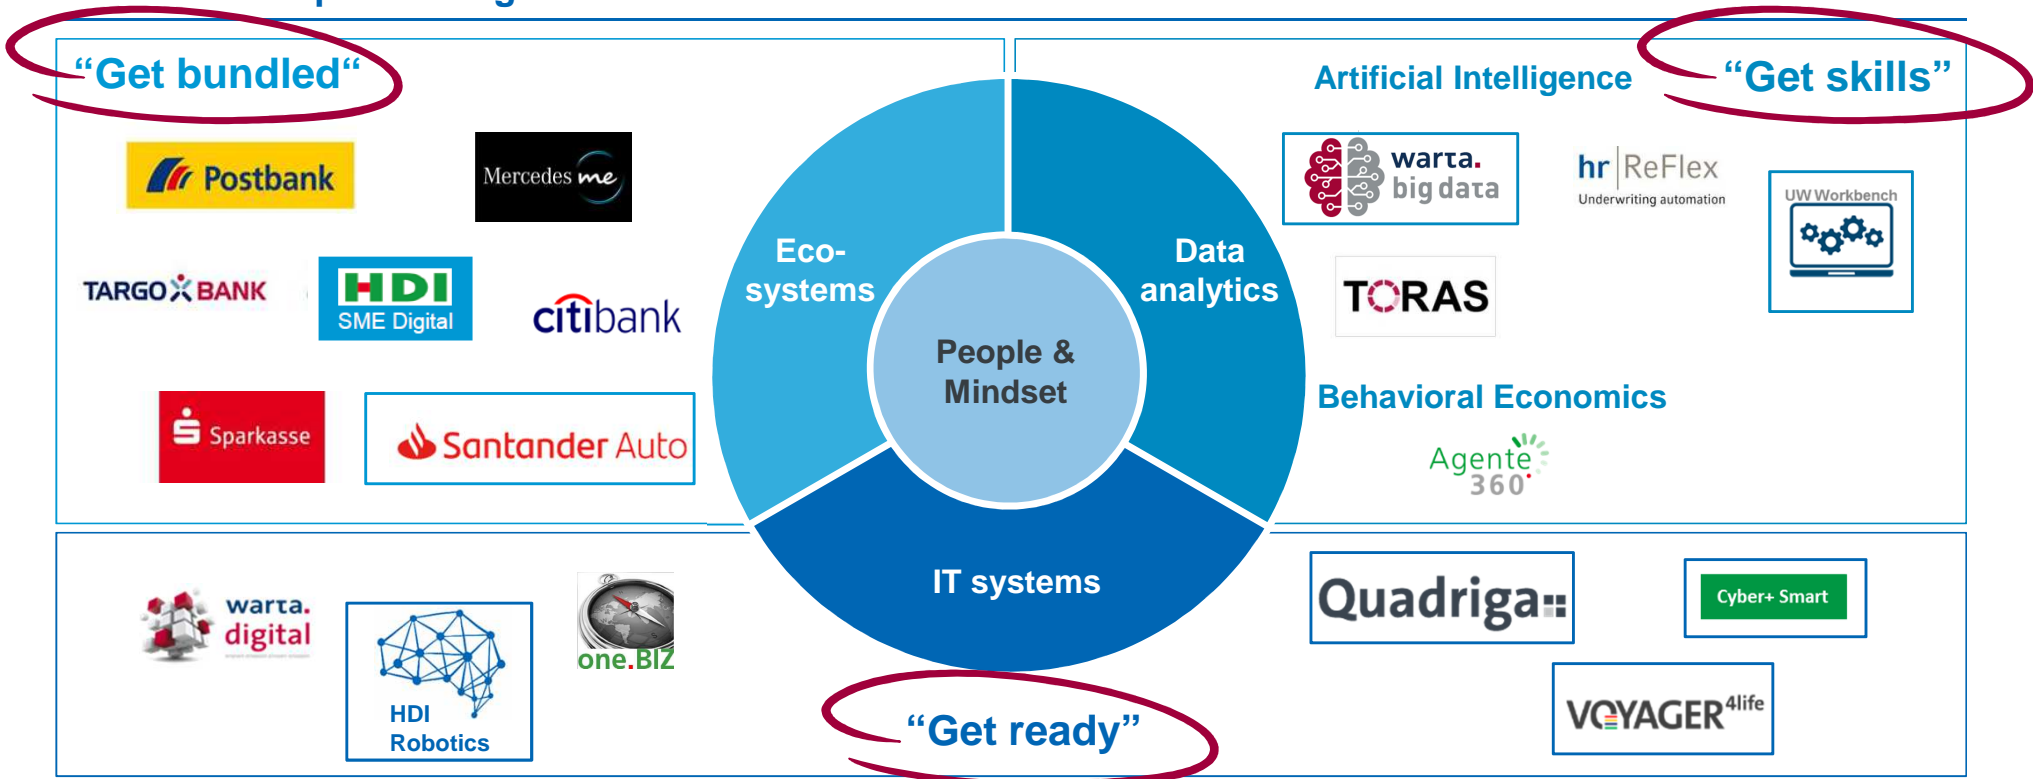 “Get bundled“
Postbank
Mercedes me
TARGO BANK
HDI
SME Digital
citibank
Sparkasse
Santander Auto
Eco-
systems
Data
analytics
People &
Mindset
IT systems
Artificial Intelligence
“Get skills”
warta.
big data
hr ReFlex
Underwriting automation
UW Workbench
TORAS
Behavioral Economics
Agente
360
warta.
digital
HDI
Robotics
one.BIZ
“Get ready”
Quadriga
Cyber+ Smart
VOYAGER 4life